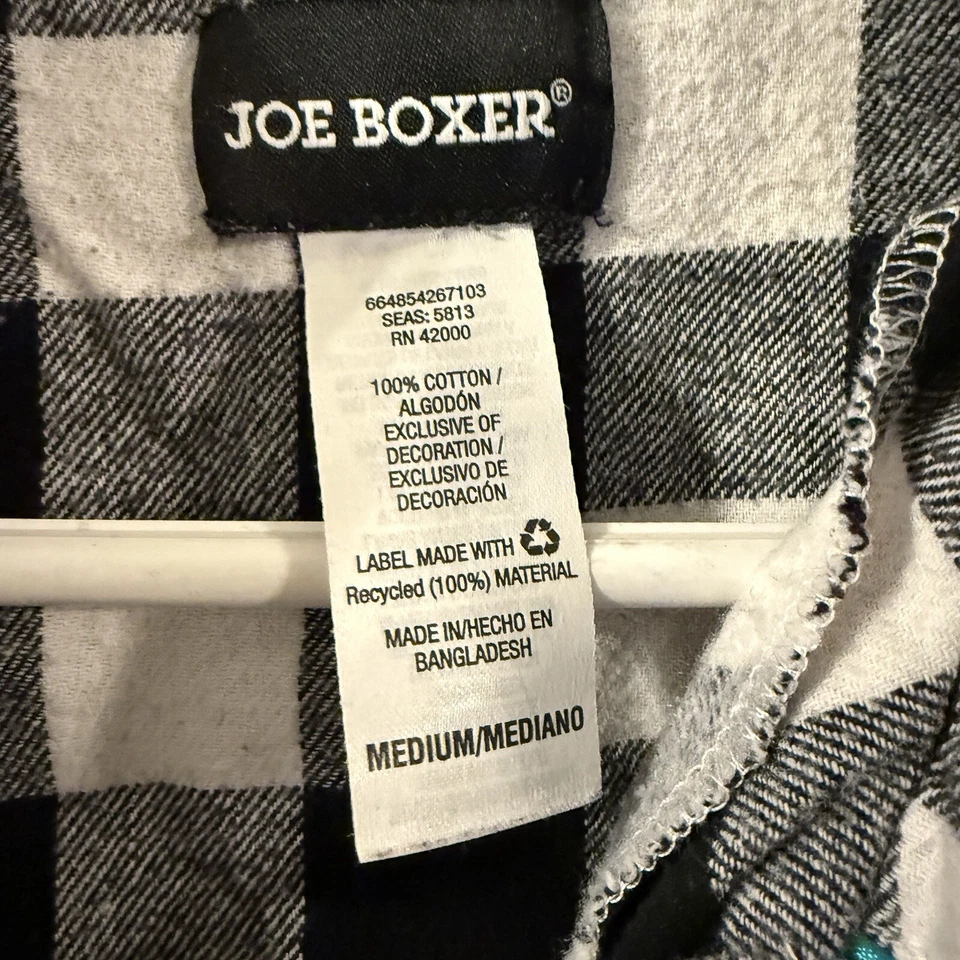 JOE BOXER®
664854267103
SEAS: 5813
RN 42000
100% COTTON /
ALGODÓN
EXCLUSIVE OF
DECORATION /
EXCLUSIVO DE
DECORACIÓN
LABEL MADE WITH
Recycled (100%) MATERIAL
MADE IN/HECHO EN
BANGLADESH
MEDIUM/MEDIANO